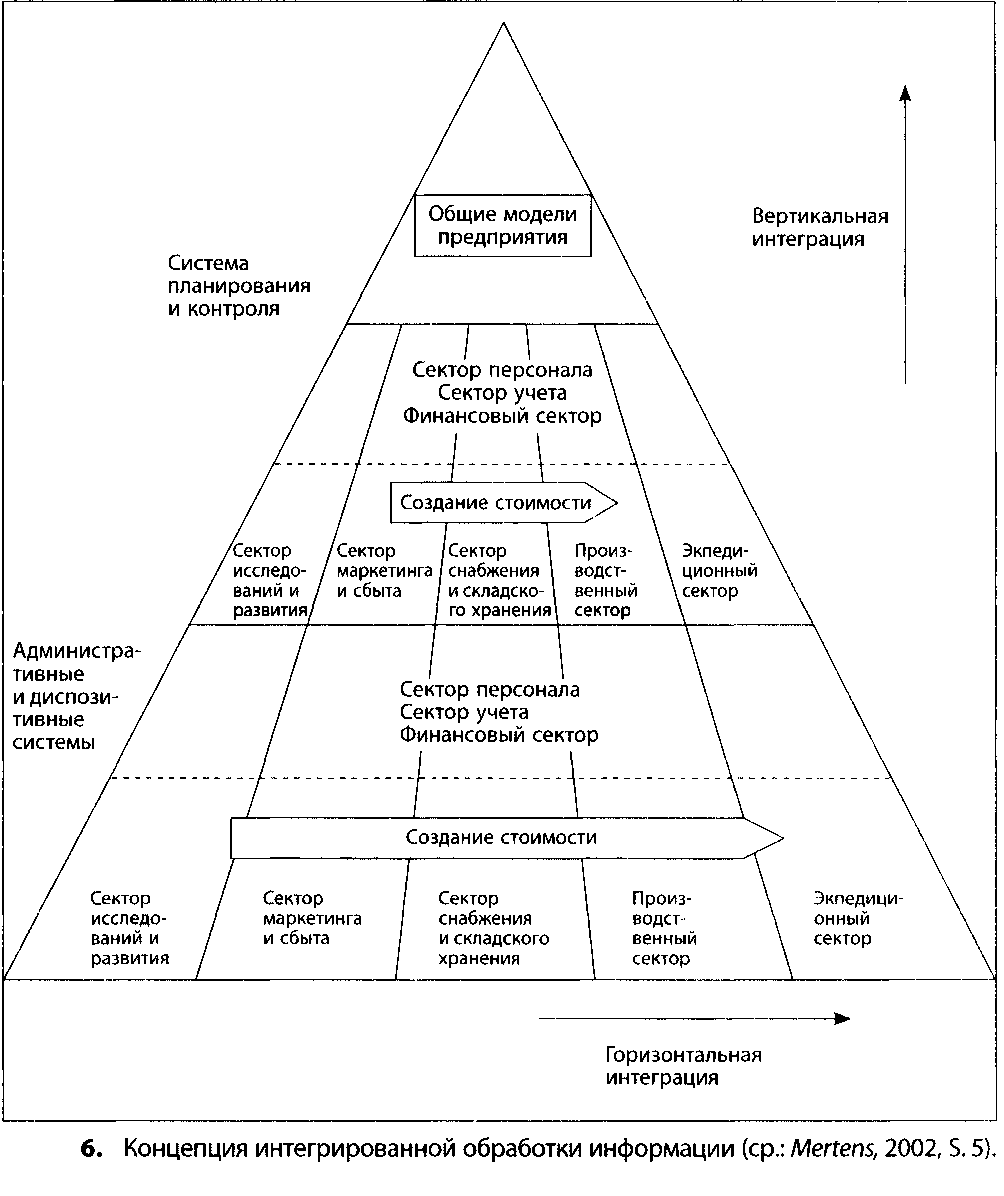 Общие модели
предприятия
Вертикальная
интеграция
Система
планирования
и контроля
Сектор персонала
Сектор учета
Финансовый сектор
Создание стоимости
Сектор
исследо-
ваний и
развития
Сектор
маркетинга
и сбыта
Сектор
снабжения
и складско-
го хранения
Произ-
водст-
венный
сектор
Экпеди-
ционный
сектор
Администра-
тивные
и диспози-
тивные
системы
Сектор персонала
Сектор учета
Финансовый сектор
Создание стоимости
Сектор
исследо-
ваний и
развития
Сектор
маркетинга
и сбыта
Сектор
снабжения
и складского
хранения
Произ-
водст-
венный
сектор
Экпедици-
онный
сектор
Горизонтальная
интеграция
6. Концепция интегрированной обработки информации (ср.: Mertens, 2002, S. 5).